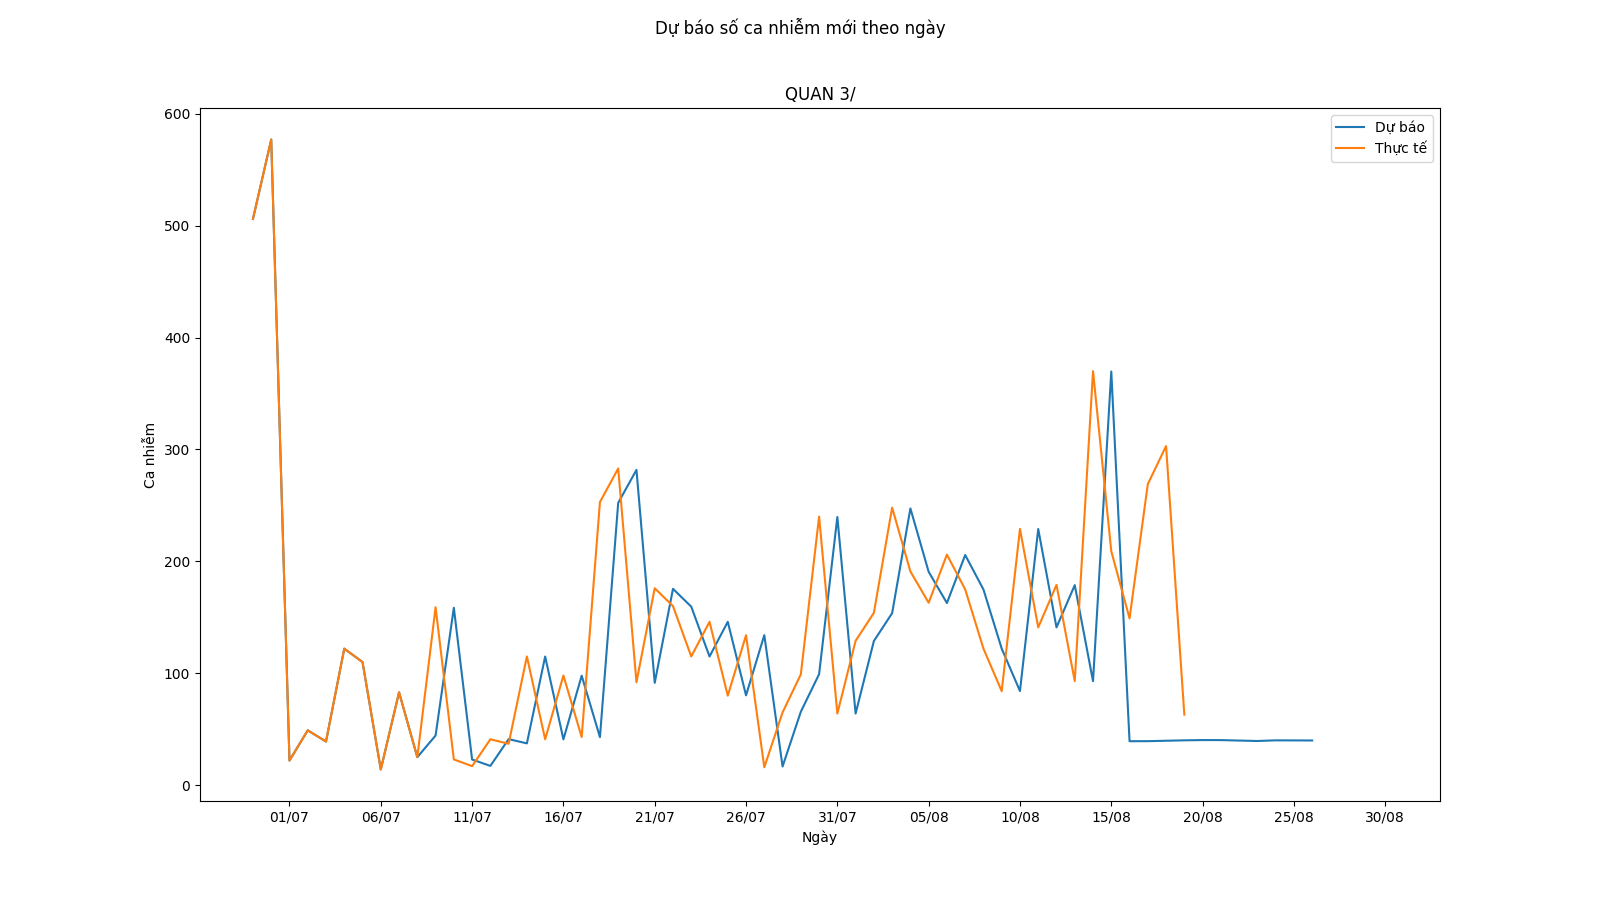 Dự báo số ca nhiễm mới theo ngày
QUAN 3/
Dự báo
Thực tế
600
500
400
300
200
100
0
Ca nhiễm
01/07 06/07 11/07 16/07 21/07 26/07 31/07 05/08 10/08 15/08 20/08 25/08 30/08
Ngày